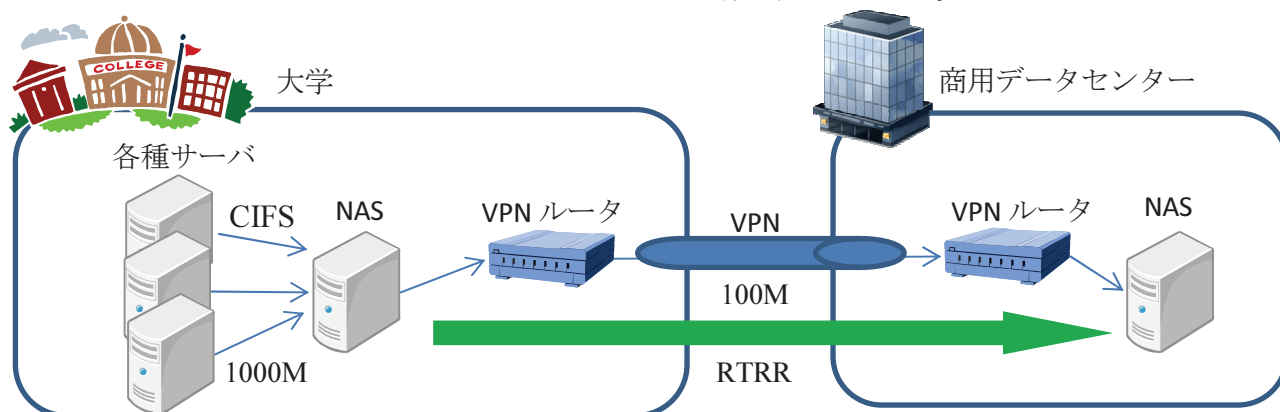 COLLEGE
大学
商用データセンター
各種サーバ
CIFS
NAS
VPN ルータ
VPN
VPN ルータ
NAS
100M
1000M
RTRR